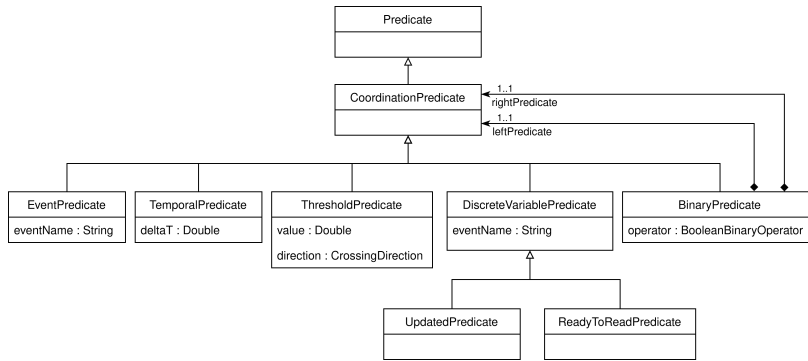 Predicate
CoordinationPredicate
1..1
rightPredicate
1..1
leftPredicate
EventPredicate
eventName : String
TemporalPredicate
deltaT : Double
ThresholdPredicate
value : Double
direction : CrossingDirection
DiscreteVariablePredicate
eventName : String
BinaryPredicate
operator : BooleanBinaryOperator
UpdatedPredicate
ReadyToReadPredicate